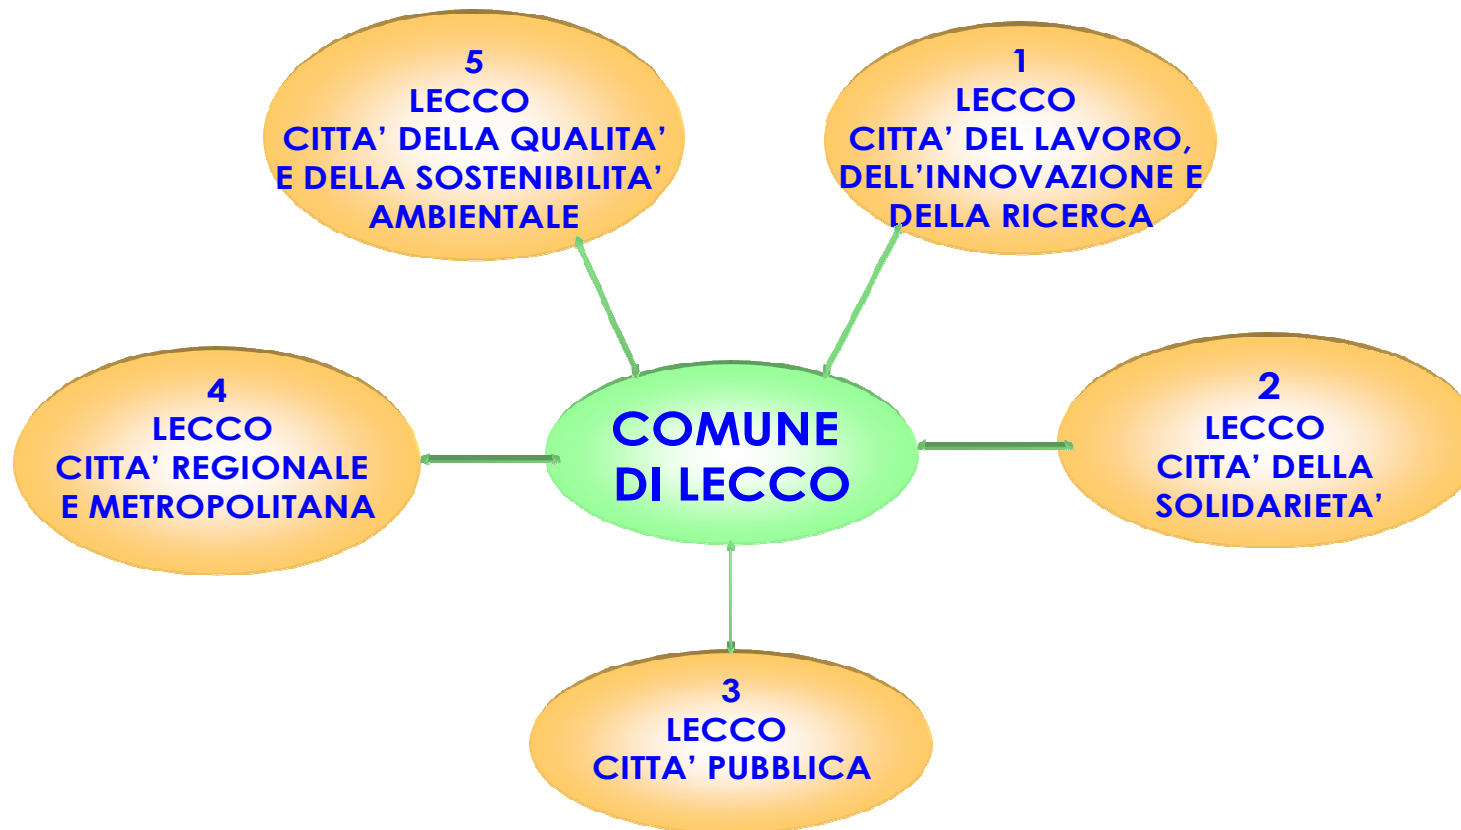 5
LECCO
CITTA’ DELLA QUALITA’
E DELLA SOSTENIBILITA’
AMBIENTALE
1
LECCO
CITTA’ DEL LAVORO,
DELL’INNOVAZIONE E
DELLA RICERCA
4
LECCO
CITTA’ REGIONALE
E METROPOLITANA
COMUNE
DI LECCO
2
LECCO
CITTA’ DELLA
SOLIDARIETA’
3
LECCO
CITTA’ PUBBLICA